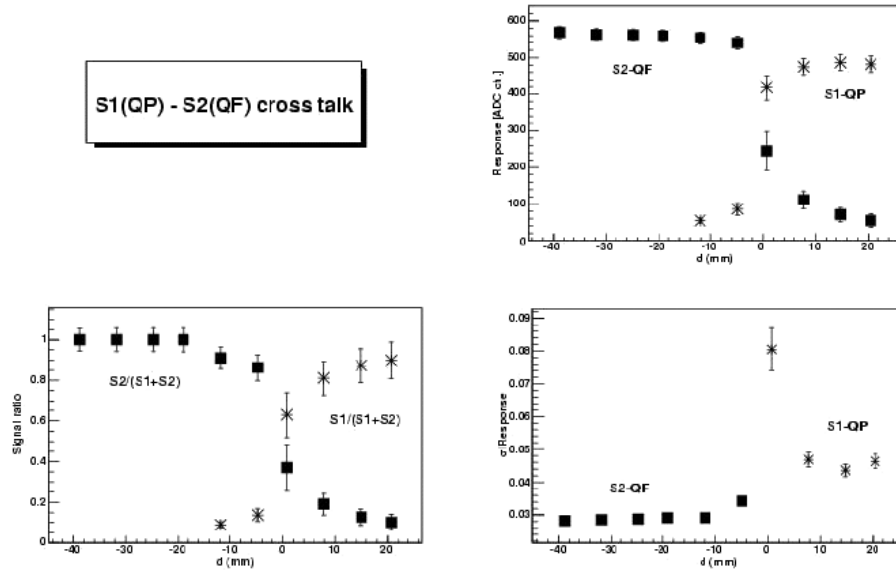 S1(QP) - S2(QF) cross talk
Response [ADC ch.]
600
500
400
300
200
100
0
S2-QF
S1-QP
-40 -30 -20 -10 0 10 20
d (mm)
Signal ratio
1
0.8
0.6
0.4
0.2
0
S2/(S1+S2)
S1/(S1+S2)
-40 -30 -20 -10 0 10 20
d (mm)
σ/Response
0.09
0.08
0.07
0.06
0.05
0.04
0.03
S1-QP
S2-QF
-40 -30 -20 -10 0 10 20
d (mm)